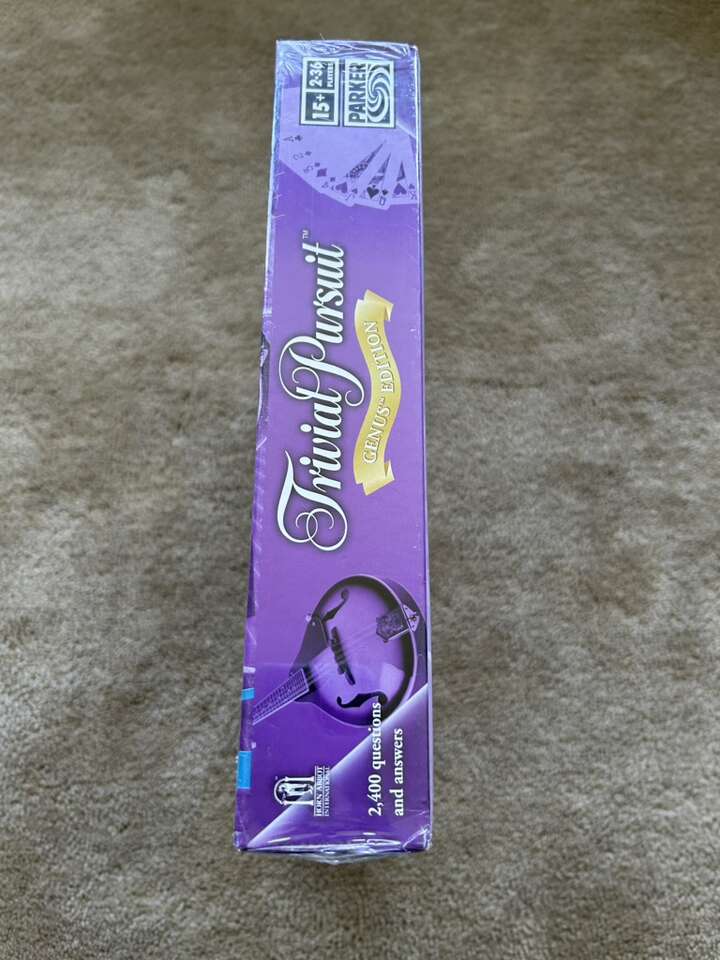 15+
2-36
PLAYERS
PARKER
Trivial Pursuit™
GENUS™ EDITION
HORN ABBOT
INTERNATIONAL
2,400 questions
and answers